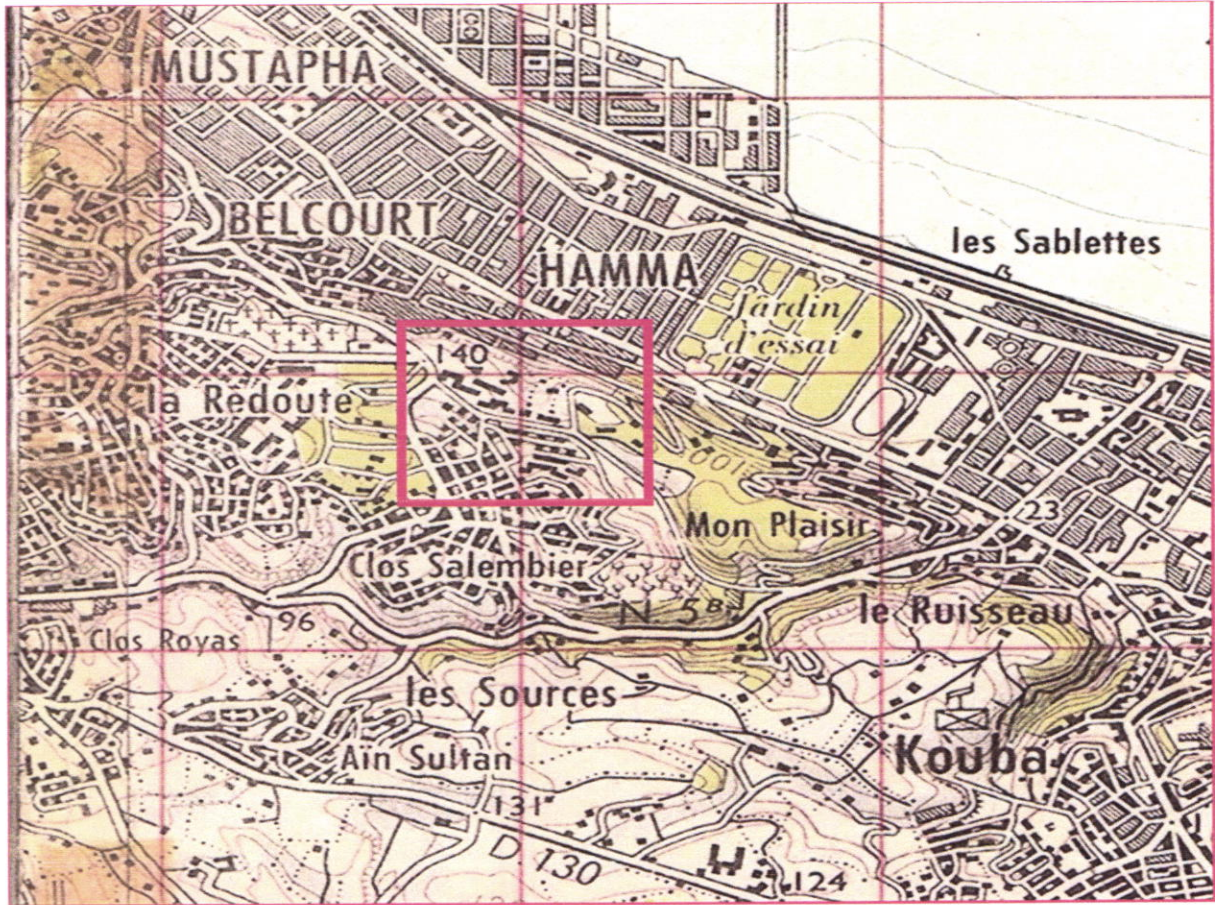 MUSTAPHA
BELCOURT
les Sablettes
HAMMA
Jardin
d'essai
140
la Redoute
100
23
Mon Plaisir
Clos Salembier
N 5ᴮ
le Ruisseau
96
Clos Royas
les Sources
Kouba
Aïn Sultan
131
D 130
124